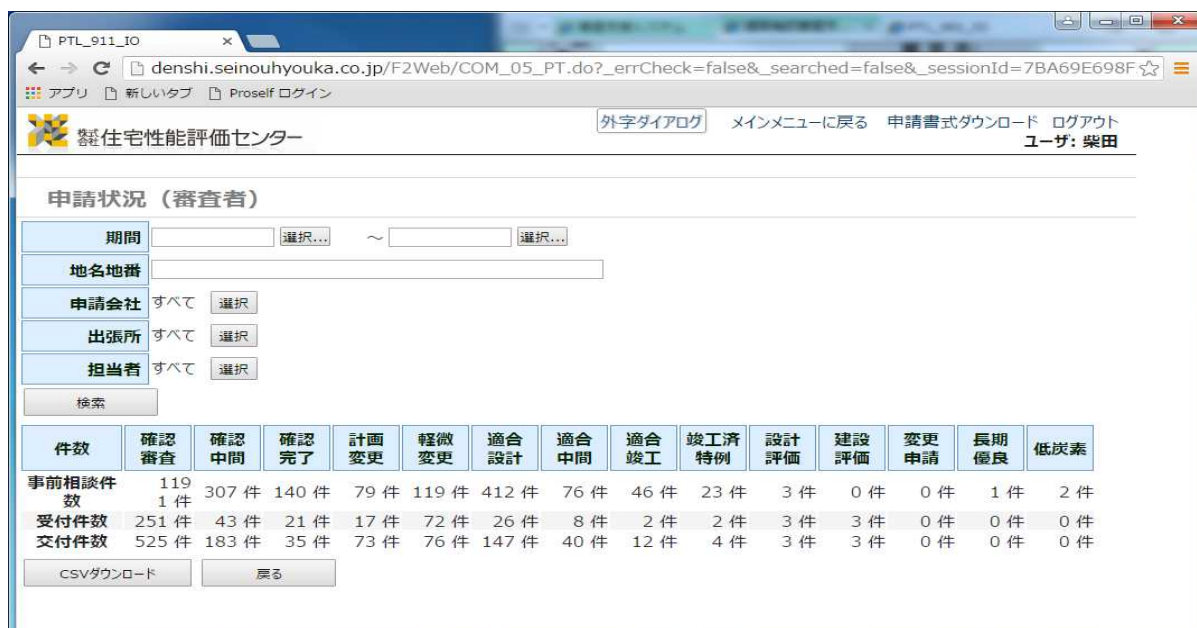 PTL_911_IO
denshi.seinouhyouka.co.jp/F2Web/COM_05_PT.do?_errCheck=false&_searched=false&_sessionId=7BA69E698F
アプリ 新しいタブ Proself ログイン
株式会社住宅性能評価センター
外字ダイアログ メインメニューに戻る 申請書式ダウンロード ログアウト
ユーザ: 柴田
申請状況（審査者）
期間 選択... ～ 選択...
地名地番
申請会社 すべて 選択
出張所 すべて 選択
担当者 すべて 選択
検索
件数 確認審査 確認中間 確認完了 計画変更 軽微変更 適合設計 適合中間 適合竣工 竣工済特例 設計評価 建設評価 変更申請 長期優良 低炭素
事前相談件数 1191 件 307 件 140 件 79 件 119 件 412 件 76 件 46 件 23 件 3 件 0 件 0 件 1 件 2 件
受付件数 251 件 43 件 21 件 17 件 72 件 26 件 8 件 2 件 2 件 3 件 3 件 0 件 0 件 0 件
交付件数 525 件 183 件 35 件 73 件 76 件 147 件 40 件 12 件 4 件 3 件 3 件 0 件 0 件 0 件
CSVダウンロード 戻る